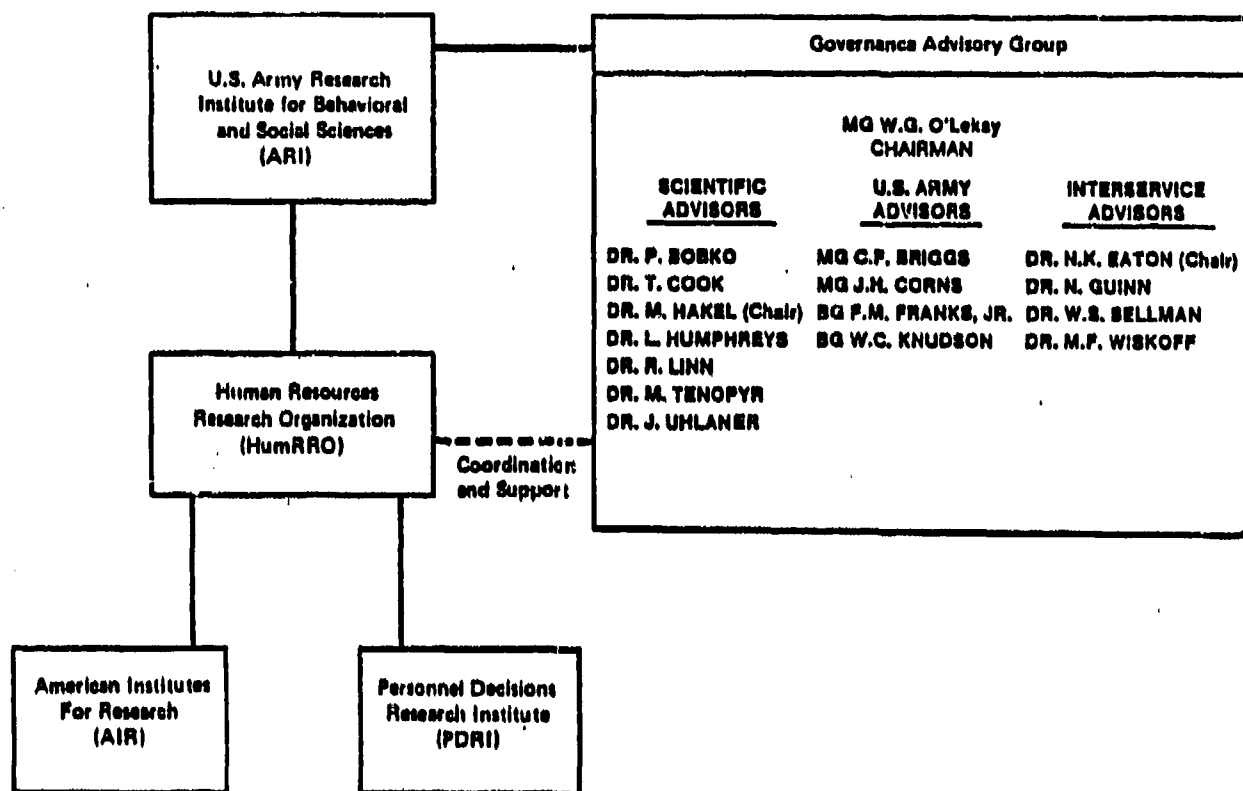 U.S. Army Research
Institute for Behavioral
and Social Sciences
(ARI)
Governance Advisory Group
MG W.G. O'Leksy
CHAIRMAN
SCIENTIFIC
ADVISORS
DR. P. BOBKO
DR. T. COOK
DR. M. HAKEL (Chair)
DR. L. HUMPHREYS
DR. R. LINN
DR. M. TENOPYR
DR. J. UHLANER
U.S. ARMY
ADVISORS
MG C.F. BRIGGS
MG J.H. CORNS
BG F.M. FRANKS, JR.
BG W.C. KNUDSON
INTERSERVICE
ADVISORS
DR. N.K. EATON (Chair)
DR. N. GUINN
DR. W.S. SELLMAN
DR. M.F. WISKOFF
Human Resources
Research Organization
(HumRRO)
Coordination
and Support
American Institutes
For Research
(AIR)
Personnel Decisions
Research Institute
(PDRI)